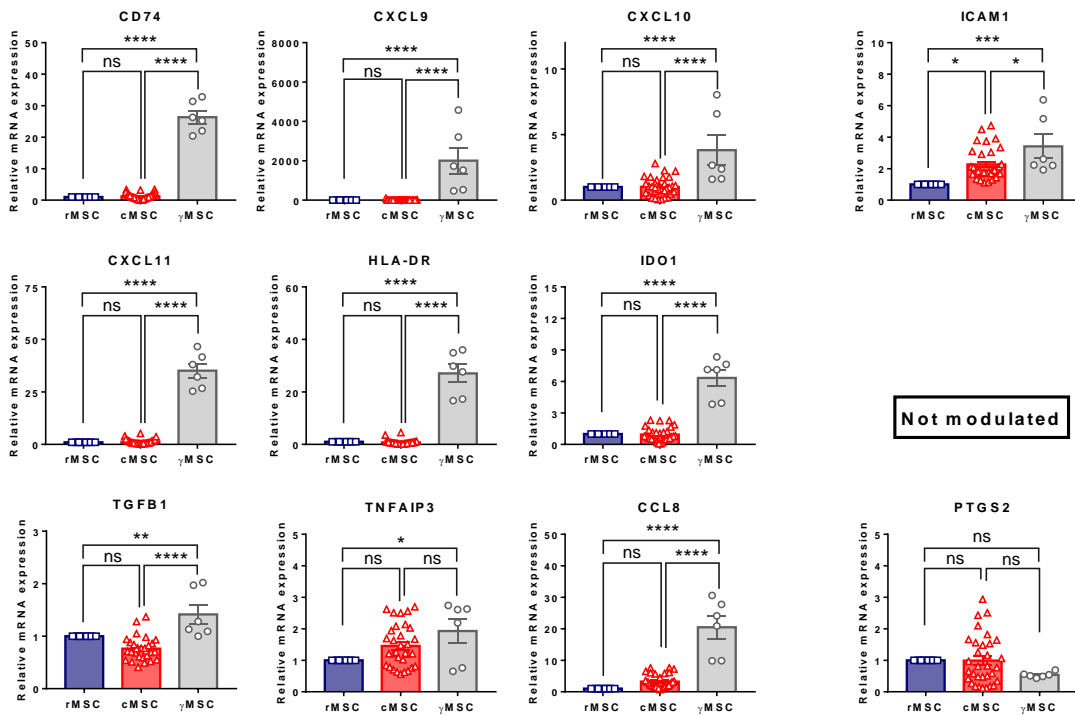 CD74
Relative mRNA expression
50
40
30
20
10
0
****
ns
****
rMSC
cMSC
γMSC
CXCL9
Relative mRNA expression
8000
6000
4000
2000
0
****
ns
****
rMSC
cMSC
γMSC
CXCL10
Relative mRNA expression
10
5
0
****
ns
****
rMSC
cMSC
γMSC
ICAM1
Relative mRNA expression
10
8
6
4
2
0
***
*
*
rMSC
cMSC
γMSC
CXCL11
Relative mRNA expression
75
50
25
0
****
ns
****
rMSC
cMSC
γMSC
HLA-DR
Relative mRNA expression
60
40
20
0
****
ns
****
rMSC
cMSC
γMSC
IDO1
Relative mRNA expression
15
12
9
6
3
0
****
ns
****
rMSC
cMSC
γMSC
Not modulated
TGFB1
Relative mRNA expression
3
2
1
0
**
ns
****
rMSC
cMSC
γMSC
TNFAIP3
Relative mRNA expression
5
4
3
2
1
0
*
ns
ns
rMSC
cMSC
γMSC
CCL8
Relative mRNA expression
50
40
30
20
10
0
****
ns
****
rMSC
cMSC
γMSC
PTGS2
Relative mRNA expression
5
4
3
2
1
0
ns
ns
ns
rMSC
cMSC
γMSC